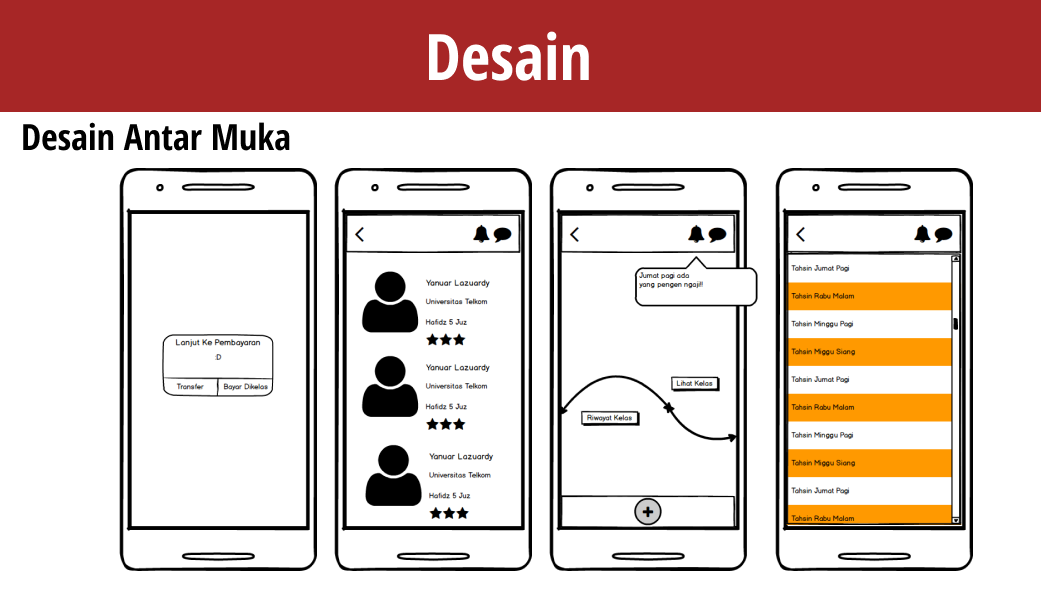 Desain
Desain Antar Muka
Lanjut Ke Pembayaran
:D
Transfer
Bayar Dikelas
Yanuar Lazuardy
Universitas Telkom
Hafidz 5 Juz
Yanuar Lazuardy
Universitas Telkom
Hafidz 5 Juz
Yanuar Lazuardy
Universitas Telkom
Hafidz 5 Juz
Jumat pagi ada
yang pengen ngaji!!
Lihat Kelas
Riwayat Kelas
Tahsin Jumat Pagi
Tahsin Rabu Malam
Tahsin Minggu Pagi
Tahsin Miggu Siang
Tahsin Jumat Pagi
Tahsin Rabu Malam
Tahsin Minggu Pagi
Tahsin Miggu Siang
Tahsin Jumat Pagi
Tahsin Rabu Malam